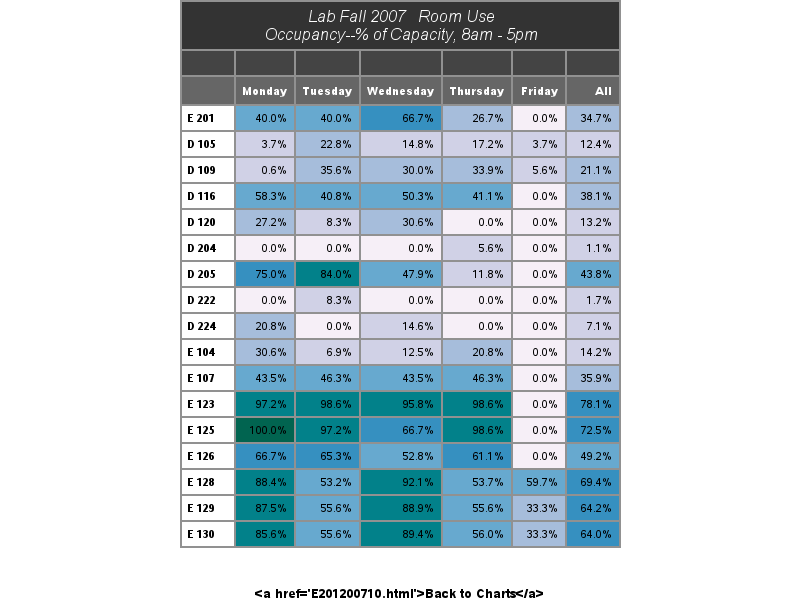 Lab Fall 2007 Room Use
Occupancy--% of Capacity, 8am - 5pm
Monday Tuesday Wednesday Thursday Friday All
E 201 40.0% 40.0% 66.7% 26.7% 0.0% 34.7%
D 105 3.7% 22.8% 14.8% 17.2% 3.7% 12.4%
D 109 0.6% 35.6% 30.0% 33.9% 5.6% 21.1%
D 116 58.3% 40.8% 50.3% 41.1% 0.0% 38.1%
D 120 27.2% 8.3% 30.6% 0.0% 0.0% 13.2%
D 204 0.0% 0.0% 0.0% 5.6% 0.0% 1.1%
D 205 75.0% 84.0% 47.9% 11.8% 0.0% 43.8%
D 222 0.0% 8.3% 0.0% 0.0% 0.0% 1.7%
D 224 20.8% 0.0% 14.6% 0.0% 0.0% 7.1%
E 104 30.6% 6.9% 12.5% 20.8% 0.0% 14.2%
E 107 43.5% 46.3% 43.5% 46.3% 0.0% 35.9%
E 123 97.2% 98.6% 95.8% 98.6% 0.0% 78.1%
E 125 100.0% 97.2% 66.7% 98.6% 0.0% 72.5%
E 126 66.7% 65.3% 52.8% 61.1% 0.0% 49.2%
E 128 88.4% 53.2% 92.1% 53.7% 59.7% 69.4%
E 129 87.5% 55.6% 88.9% 55.6% 33.3% 64.2%
E 130 85.6% 55.6% 89.4% 56.0% 33.3% 64.0%
<a href='E201200710.html'>Back to Charts</a>